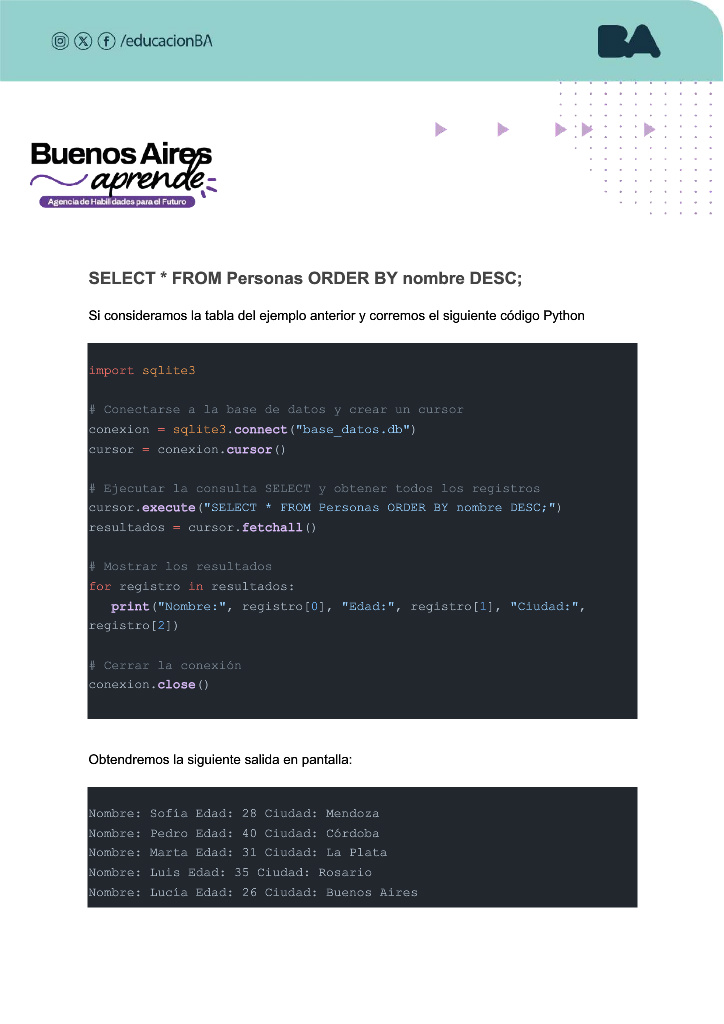 /educacionBA
BA
Buenos Aires
aprende
Agencia de Habilidades para el Futuro
SELECT * FROM Personas ORDER BY nombre DESC;
Si consideramos la tabla del ejemplo anterior y corremos el siguiente código Python
import sqlite3
# Conectarse a la base de datos y crear un cursor
conexion = sqlite3.connect("base_datos.db")
cursor = conexion.cursor()
# Ejecutar la consulta SELECT y obtener todos los registros
cursor.execute("SELECT * FROM Personas ORDER BY nombre DESC;")
resultados = cursor.fetchall()
# Mostrar los resultados
for registro in resultados:
   print("Nombre:", registro[0], "Edad:", registro[1], "Ciudad:",
registro[2])
# Cerrar la conexión
conexion.close()
Obtendremos la siguiente salida en pantalla:
Nombre: Sofía Edad: 28 Ciudad: Mendoza
Nombre: Pedro Edad: 40 Ciudad: Córdoba
Nombre: Marta Edad: 31 Ciudad: La Plata
Nombre: Luis Edad: 35 Ciudad: Rosario
Nombre: Lucía Edad: 26 Ciudad: Buenos Aires